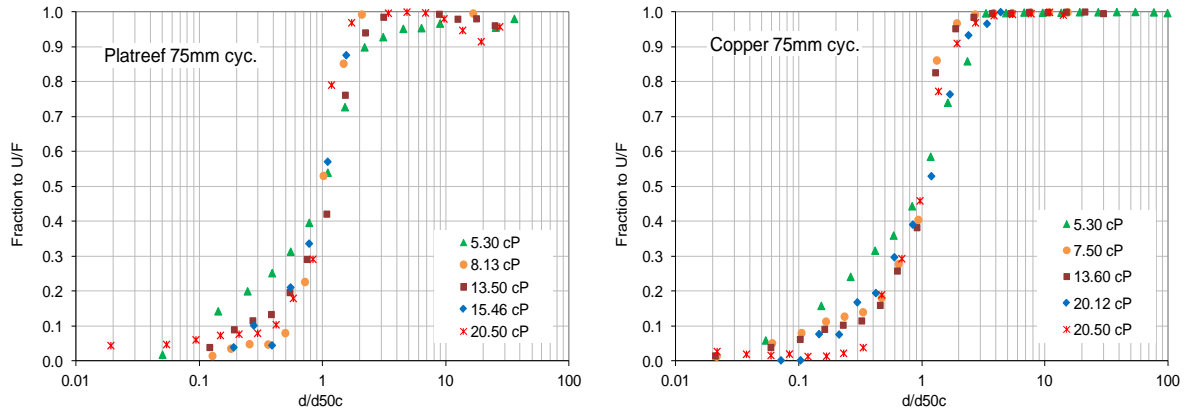 Platreef 75mm cyc.
Fraction to U/F
1.0
0.9
0.8
0.7
0.6
0.5
0.4
0.3
0.2
0.1
0.0
5.30 cP
8.13 cP
13.50 cP
15.46 cP
20.50 cP
0.01 0.1 1 10 100
d/d50c
Copper 75mm cyc.
Fraction to U/F
1.0
0.9
0.8
0.7
0.6
0.5
0.4
0.3
0.2
0.1
0.0
5.30 cP
7.50 cP
13.60 cP
20.12 cP
20.50 cP
0.01 0.1 1 10 100
d/d50c